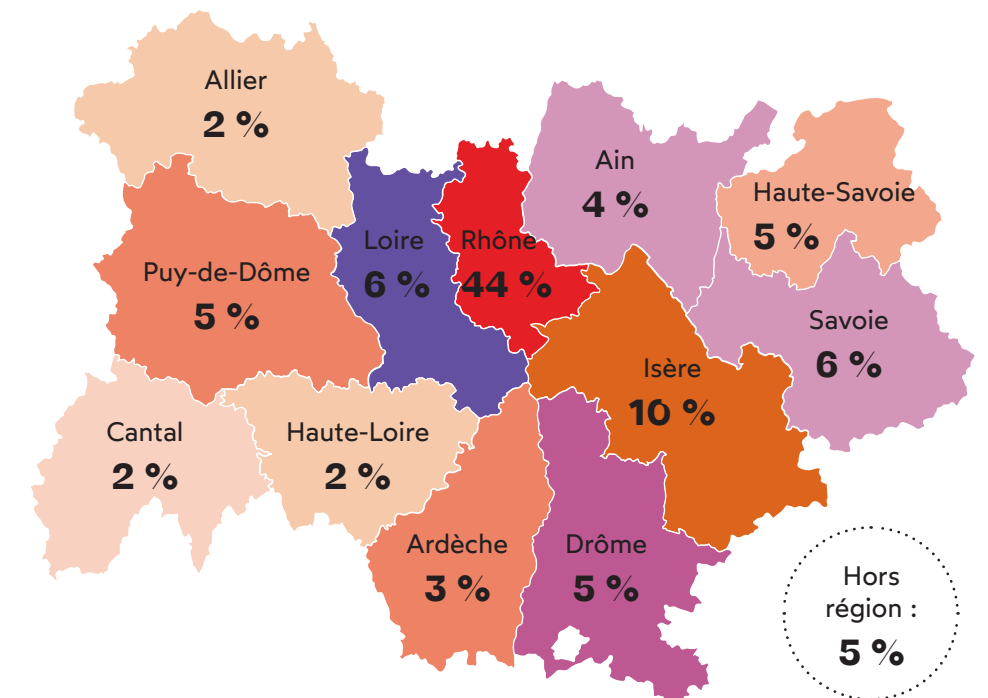 Allier
2 %
Ain
4 %
Haute-Savoie
5 %
Loire
6 %
Rhône
44 %
Puy-de-Dôme
5 %
Savoie
6 %
Isère
10 %
Cantal
2 %
Haute-Loire
2 %
Ardèche
3 %
Drôme
5 %
Hors
région :
5 %